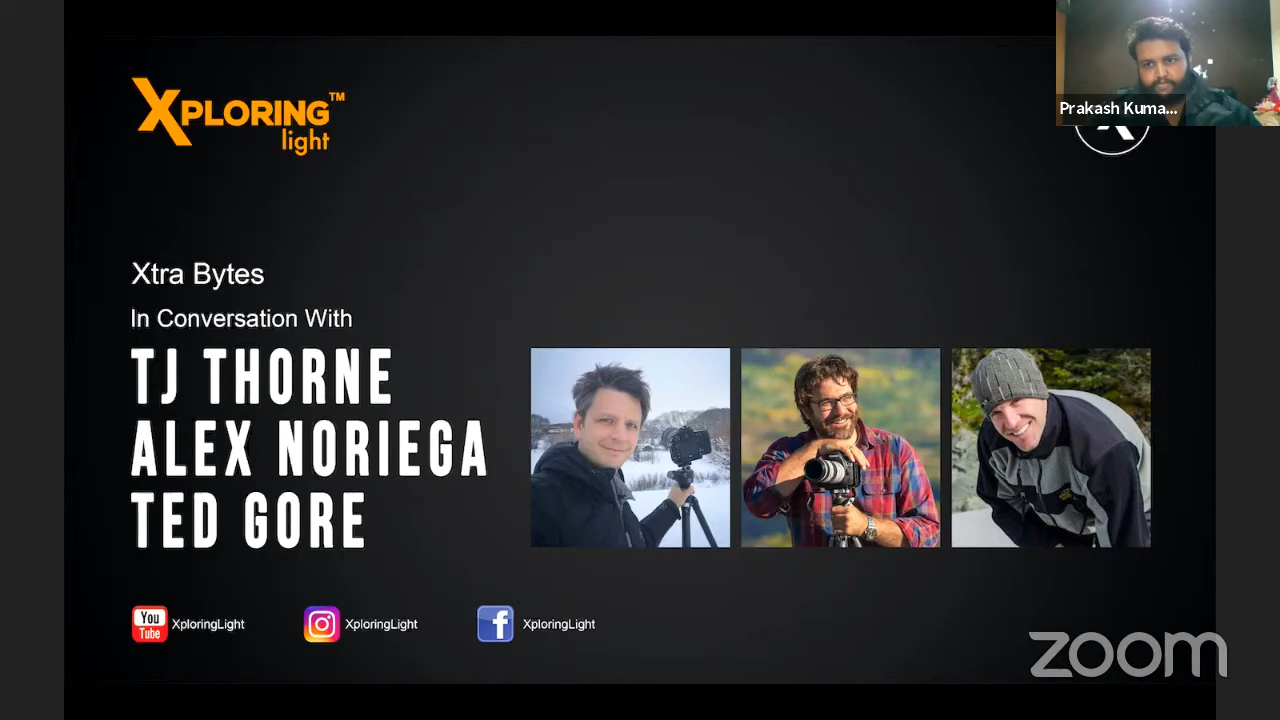 XPLORING™
light
Prakash Kuma...
Xtra Bytes
In Conversation With
TJ THORNE
ALEX NORIEGA
TED GORE
You
Tube
XploringLight
XploringLight
f
XploringLight
zoom